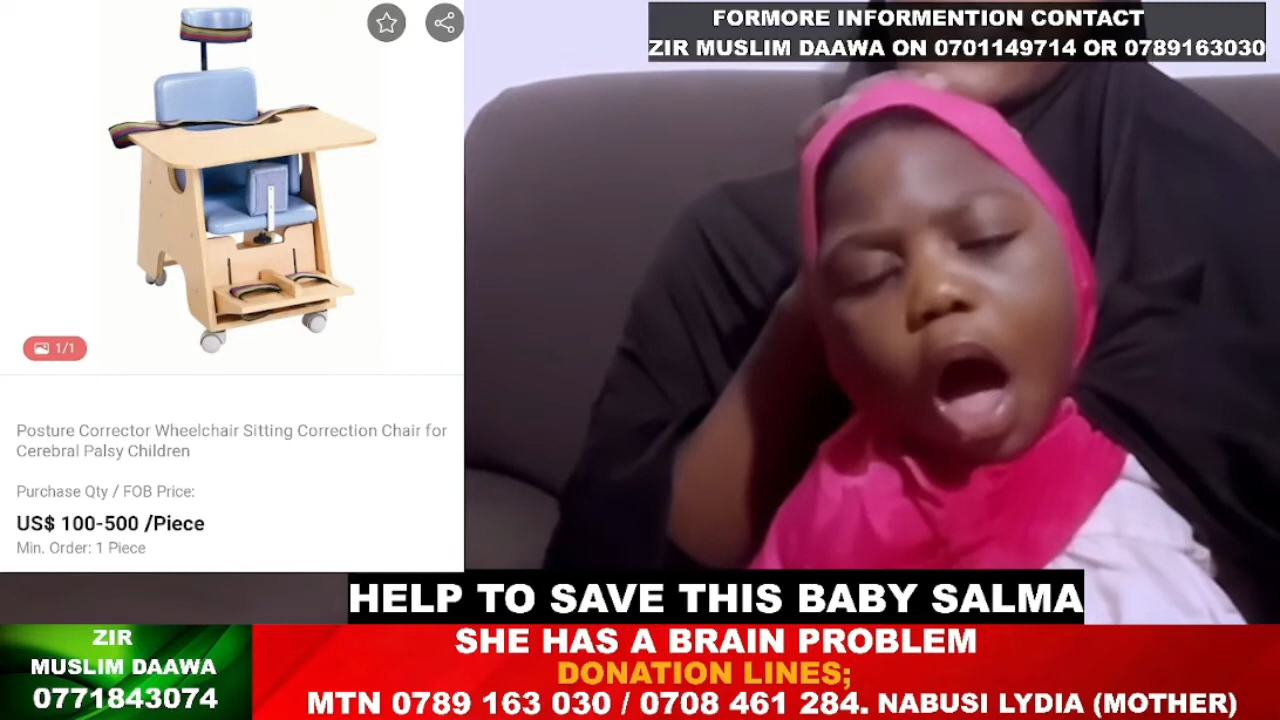 FORMORE INFORMENTION CONTACT
ZIR MUSLIM DAAWA ON 0701149714 OR 0789163030
1/1
Posture Corrector Wheelchair Sitting Correction Chair for
Cerebral Palsy Children
Purchase Qty / FOB Price:
US$ 100-500 /Piece
Min. Order: 1 Piece
HELP TO SAVE THIS BABY SALMA
ZIR
MUSLIM DAAWA
0771843074
SHE HAS A BRAIN PROBLEM
DONATION LINES;
MTN 0789 163 030 / 0708 461 284. NABUSI LYDIA (MOTHER)